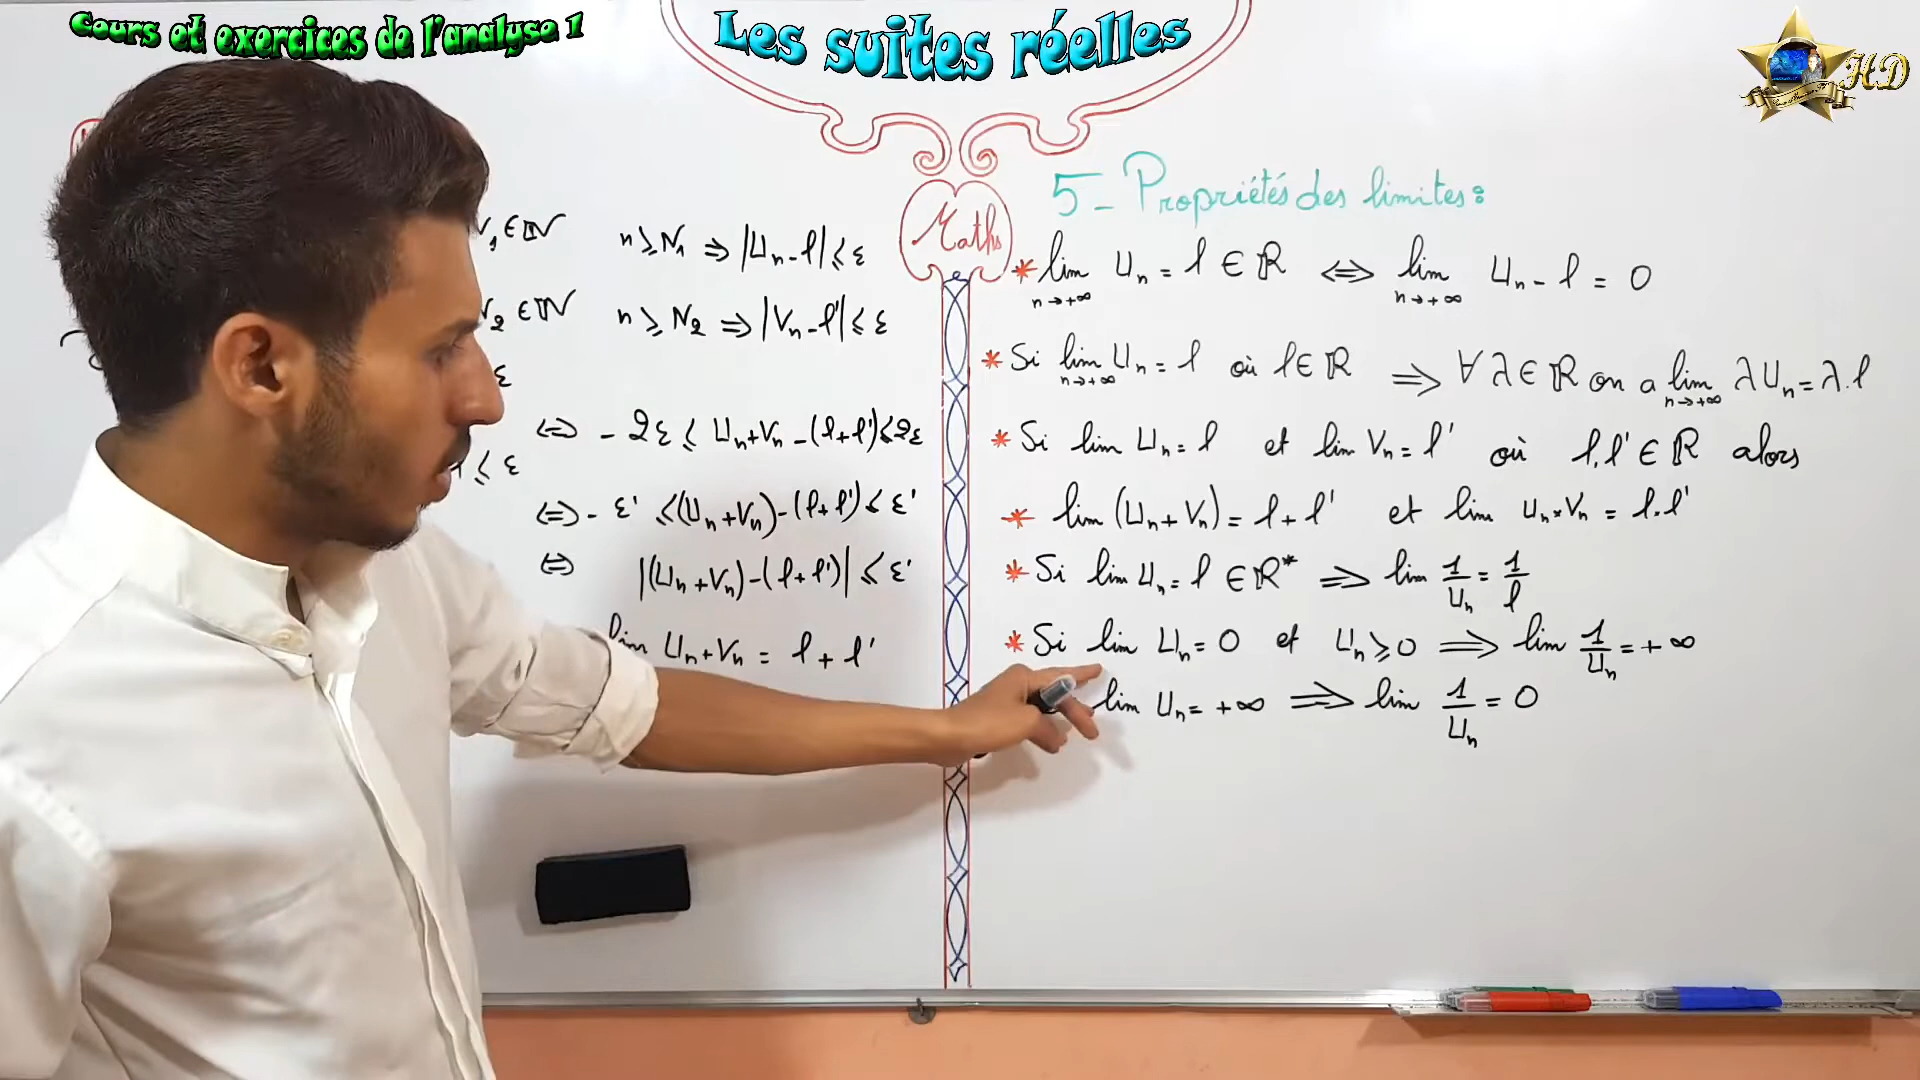 Cours et exercices de l'analyse 1
Les suites réelles
HD
Maths
₁ ∈ ℕ n ⩾ N₁ ⇒ |Uₙ - l| ⩽ ε
₂ ∈ ℕ n ⩾ N₂ ⇒ |Vₙ - l'| ⩽ ε
ε
⇔ - 2ε ⩽ Uₙ + Vₙ - (l + l') ⩽ 2ε
⩽ ε
⇔ - ε' ⩽ (Uₙ + Vₙ) - (l + l') ⩽ ε'
⇔ |(Uₙ + Vₙ) - (l + l')| ⩽ ε'
lim Uₙ + Vₙ = l + l'
5 - Propriétés des limites :
* lim n→+∞ Uₙ = l ∈ ℝ ⇔ lim n→+∞ Uₙ - l = 0
* Si lim n→+∞ Uₙ = l où l ∈ ℝ ⇒ ∀ λ ∈ ℝ on a lim n→+∞ λ Uₙ = λ . l
* Si lim Uₙ = l et lim Vₙ = l' où l, l' ∈ ℝ alors
* lim (Uₙ + Vₙ) = l + l' et lim Uₙ × Vₙ = l . l'
* Si lim Uₙ = l ∈ ℝ* ⇒ lim 1/Uₙ = 1/l
* Si lim Uₙ = 0 et Uₙ ⩾ 0 ⇒ lim 1/Uₙ = + ∞
lim Uₙ = + ∞ ⇒ lim 1/Uₙ = 0